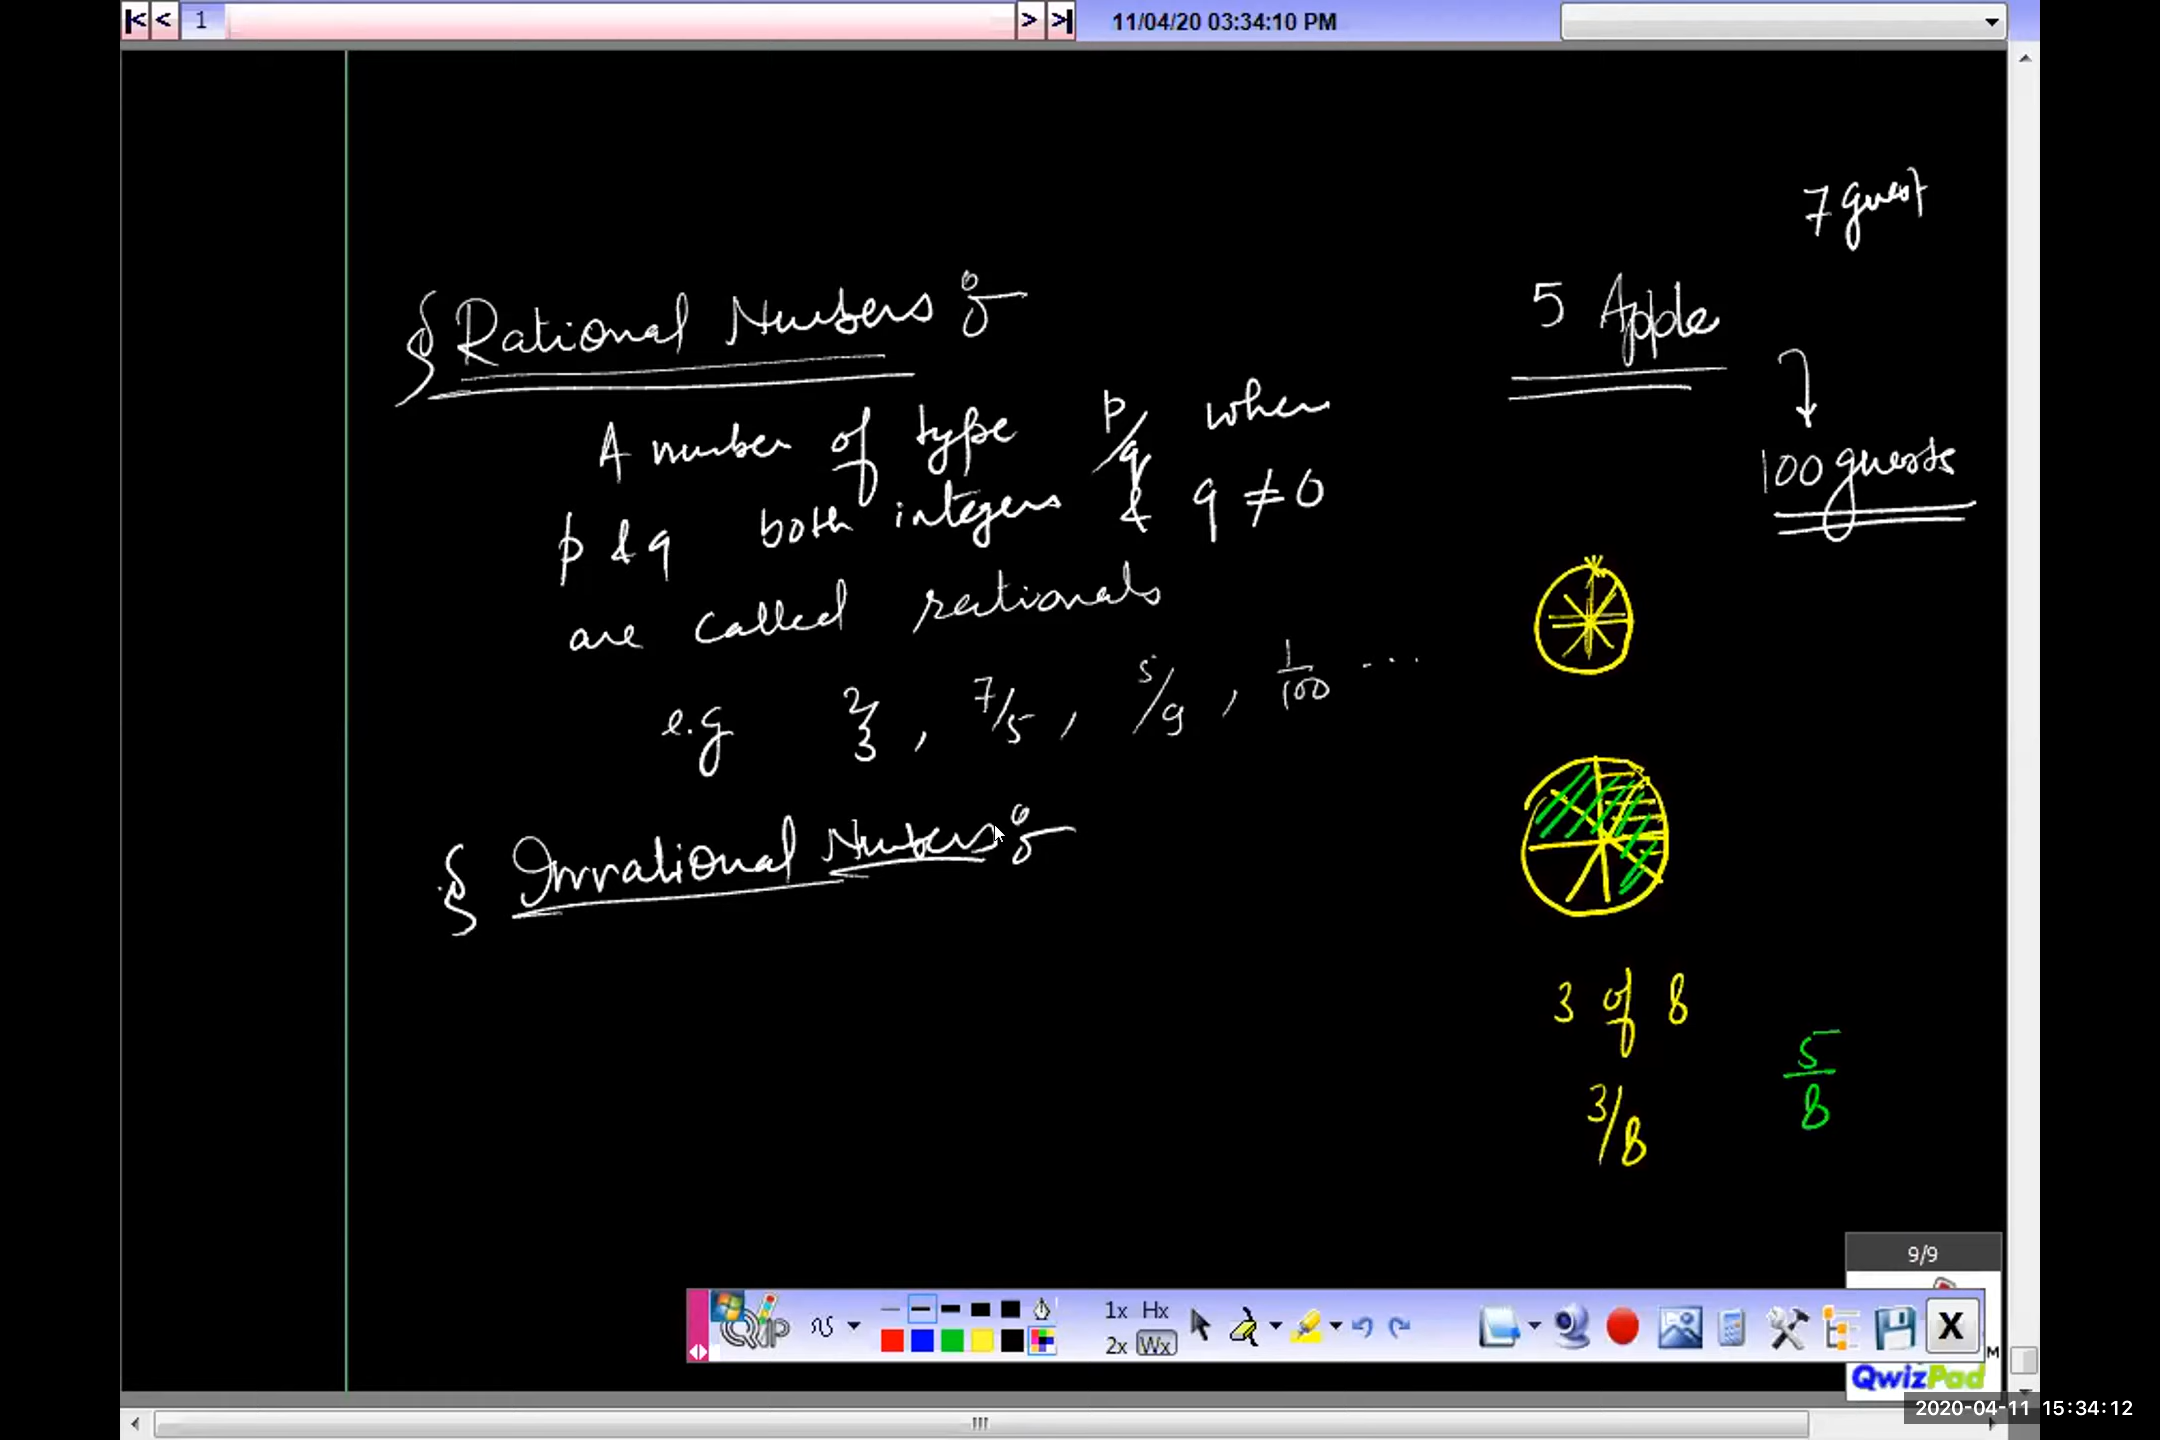 1
11/04/20 03:34:10 PM
7 guest
5 Apple
100 guests
§ Rational Numbers :-
A number of type p/q when
p & q both integers & q ≠ 0
are called rationals
e.g 2/3 , 7/5 , 5/9 , 1/100 ...
§ Irrational Numbers :-
3 of 8
3/8
5/8
9/9
Qip
1x Hx
2x Wx
X
M
QwizPad
2020-04-11 15:34:12